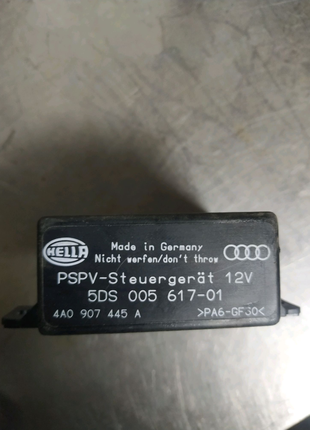 HELLA
Made in Germany
Nicht werfen/don't throw
PSPV-Steuergerät 12V
5DS 005 617-01
4A0 907 445 A >PA6-GF30<